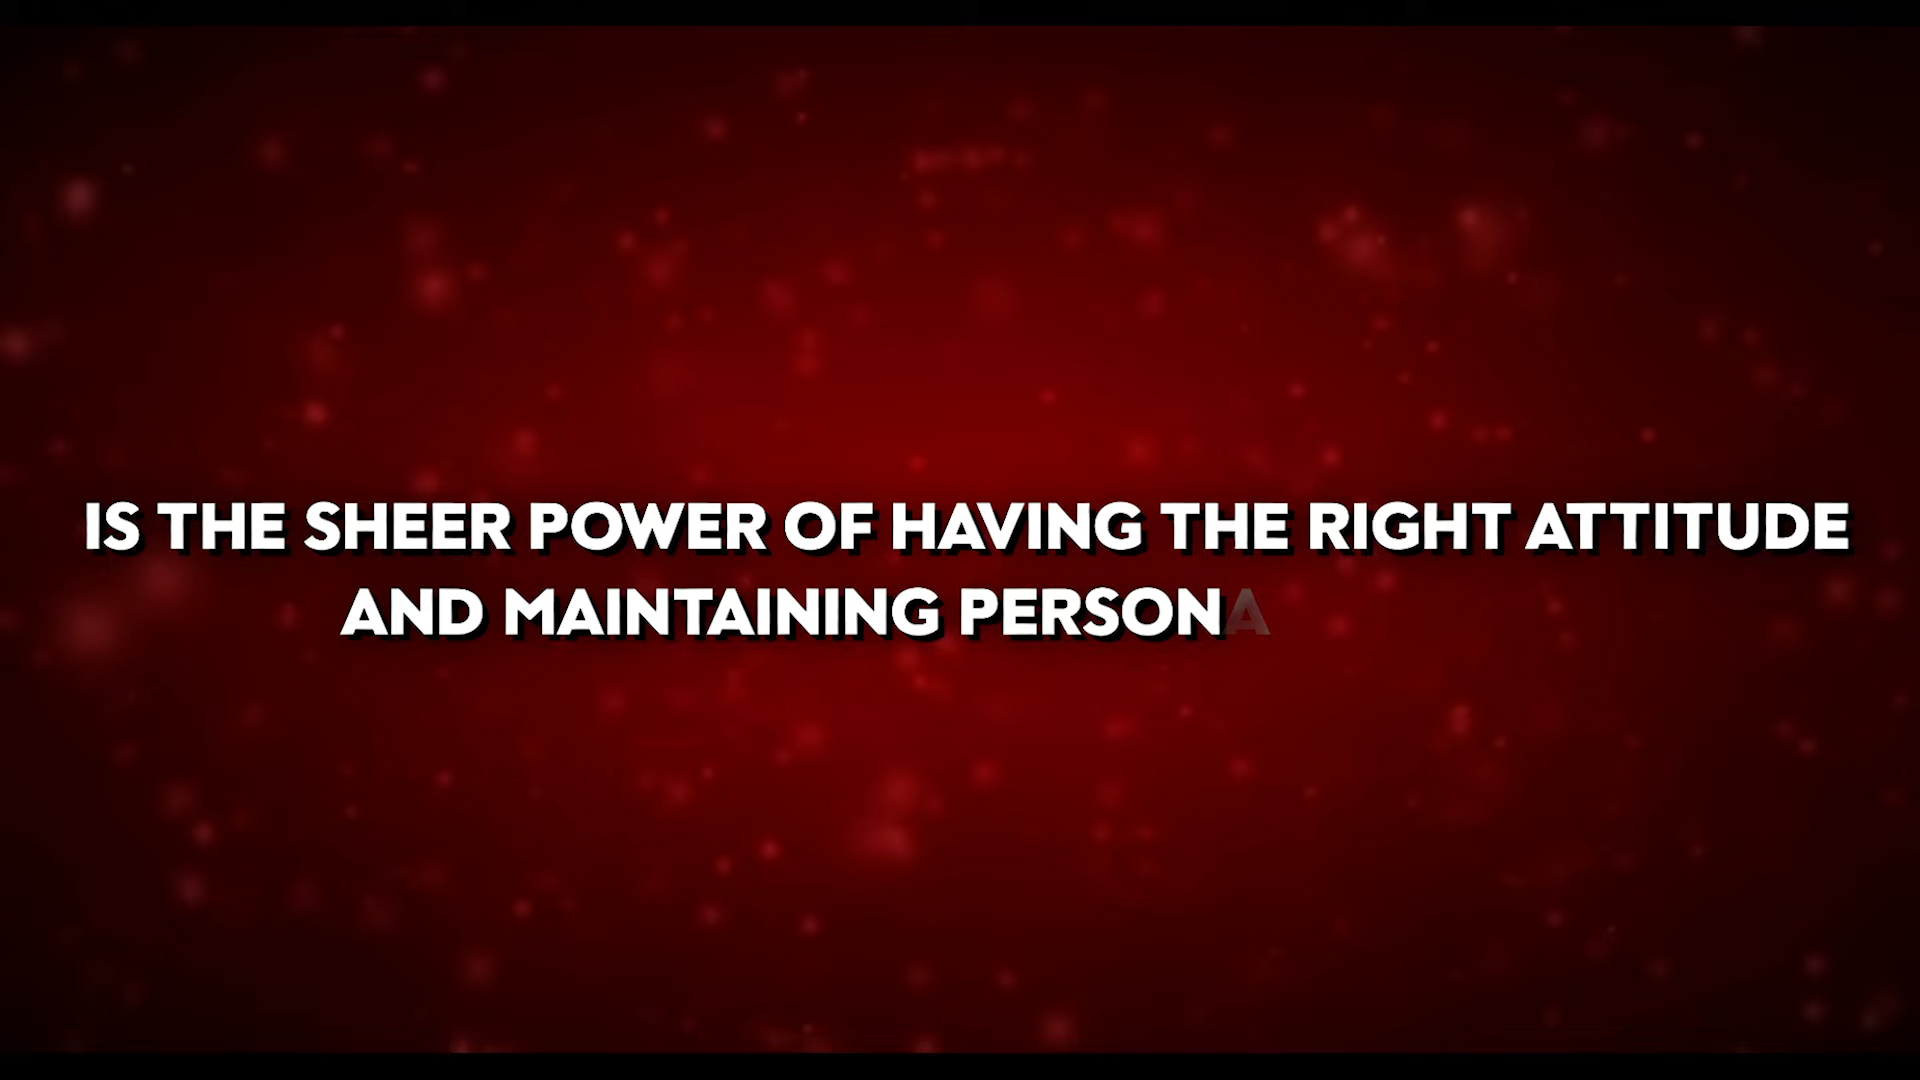 IS THE SHEER POWER OF HAVING THE RIGHT ATTITUDE
AND MAINTAINING PERSONA